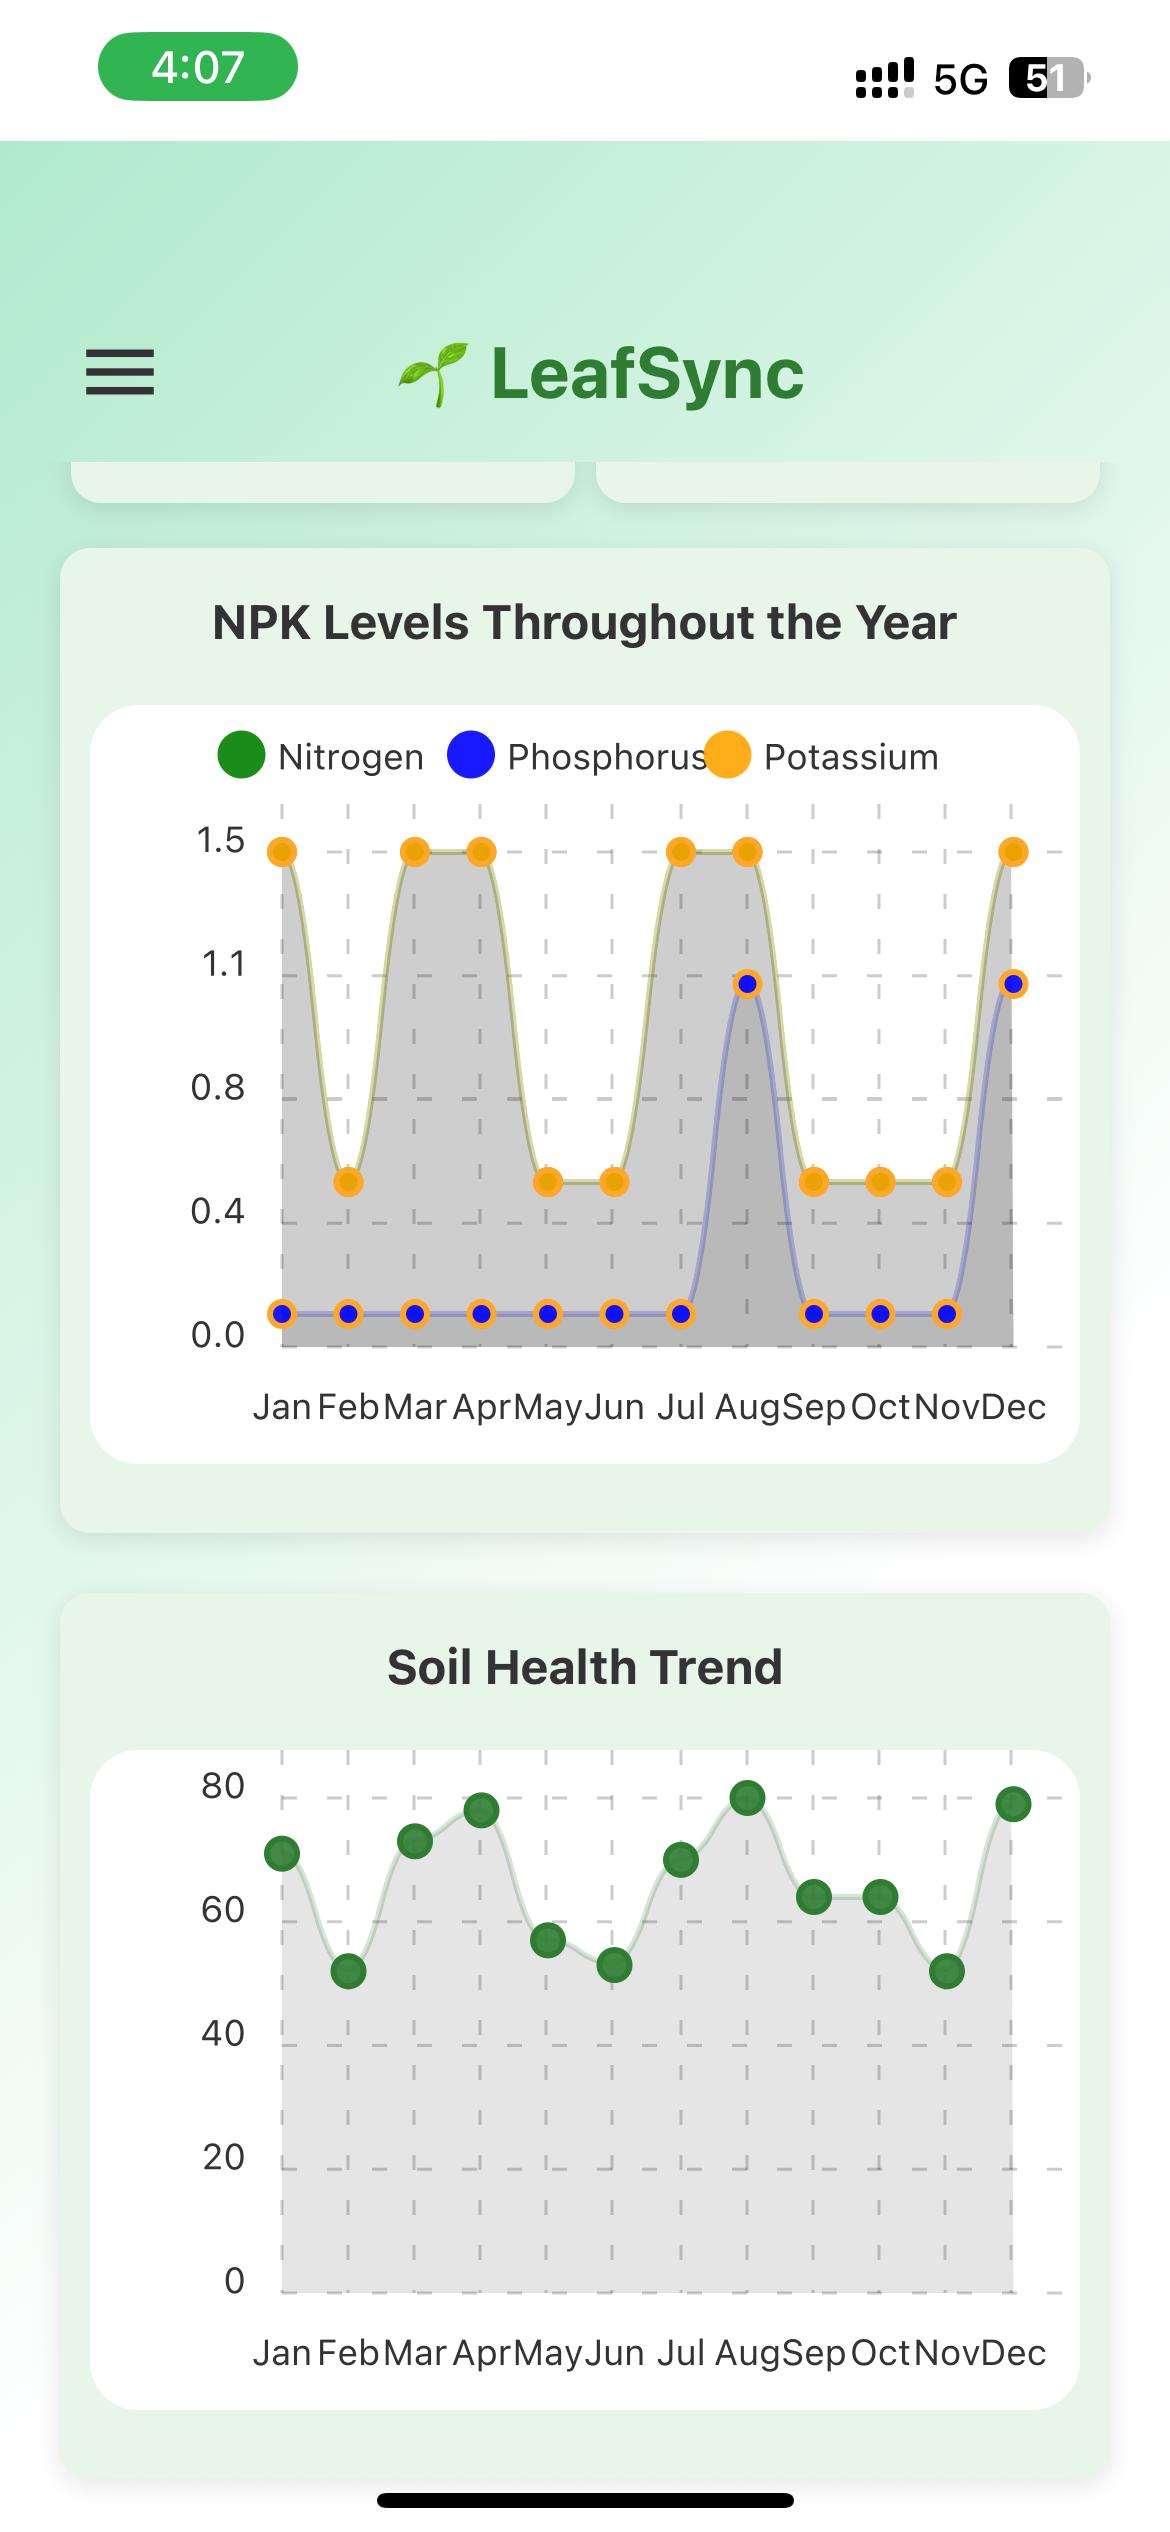 4:07 5G 51
LeafSync
NPK Levels Throughout the Year
Nitrogen Phosphorus Potassium
1.5
1.1
0.8
0.4
0.0
Jan Feb Mar Apr May Jun Jul Aug Sep Oct Nov Dec
Soil Health Trend
80
60
40
20
0
Jan Feb Mar Apr May Jun Jul Aug Sep Oct Nov Dec